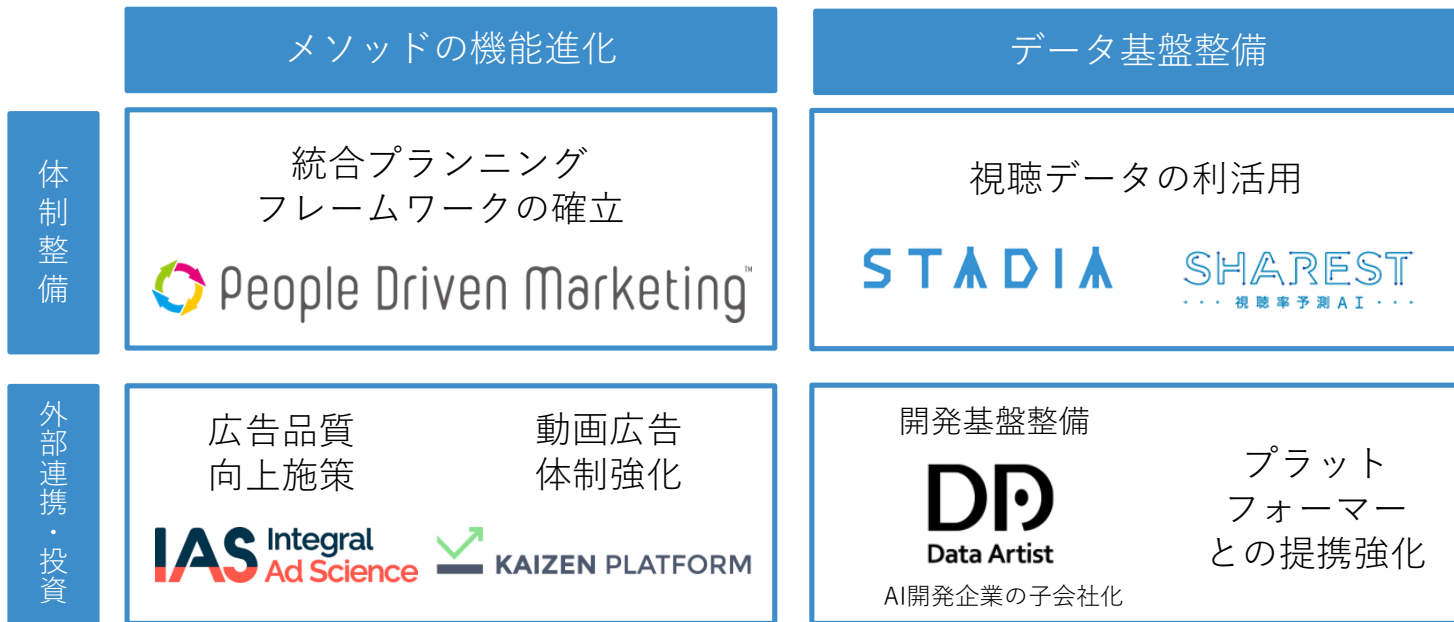 メソッドの機能進化
データ基盤整備
体制整備
統合プランニング
フレームワークの確立
People Driven Marketing™
視聴データの利活用
STADIA
SHAREST
・・・視聴率予測AI・・・
外部連携・投資
広告品質
向上施策
IAS Integral
Ad Science
動画広告
体制強化
KAIZEN PLATFORM
開発基盤整備
DA
Data Artist
AI開発企業の子会社化
プラット
フォーマー
との提携強化